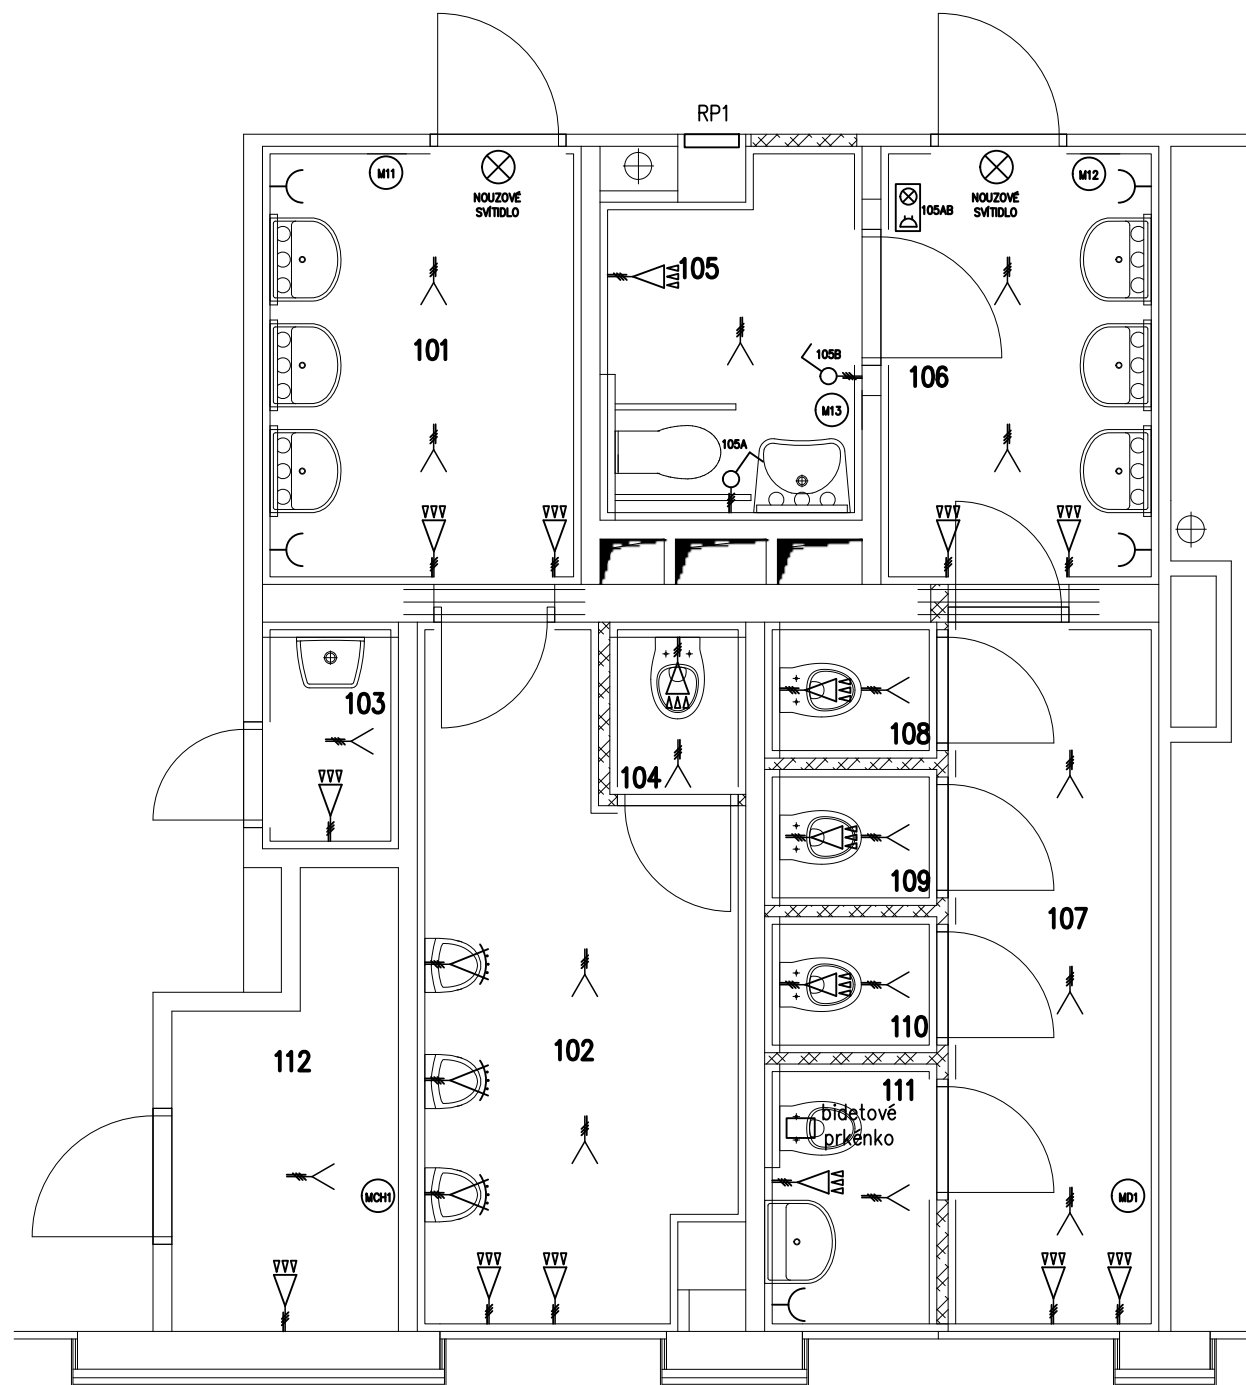 RP1
M11
NOUZOVÉ
SVÍTIDLO
M12
NOUZOVÉ
SVÍTIDLO
105AB
105
101
105B
106
M13
105A
103
108
104
109
107
110
102
112
111
bidetové
prkénko
MCH1
MD1